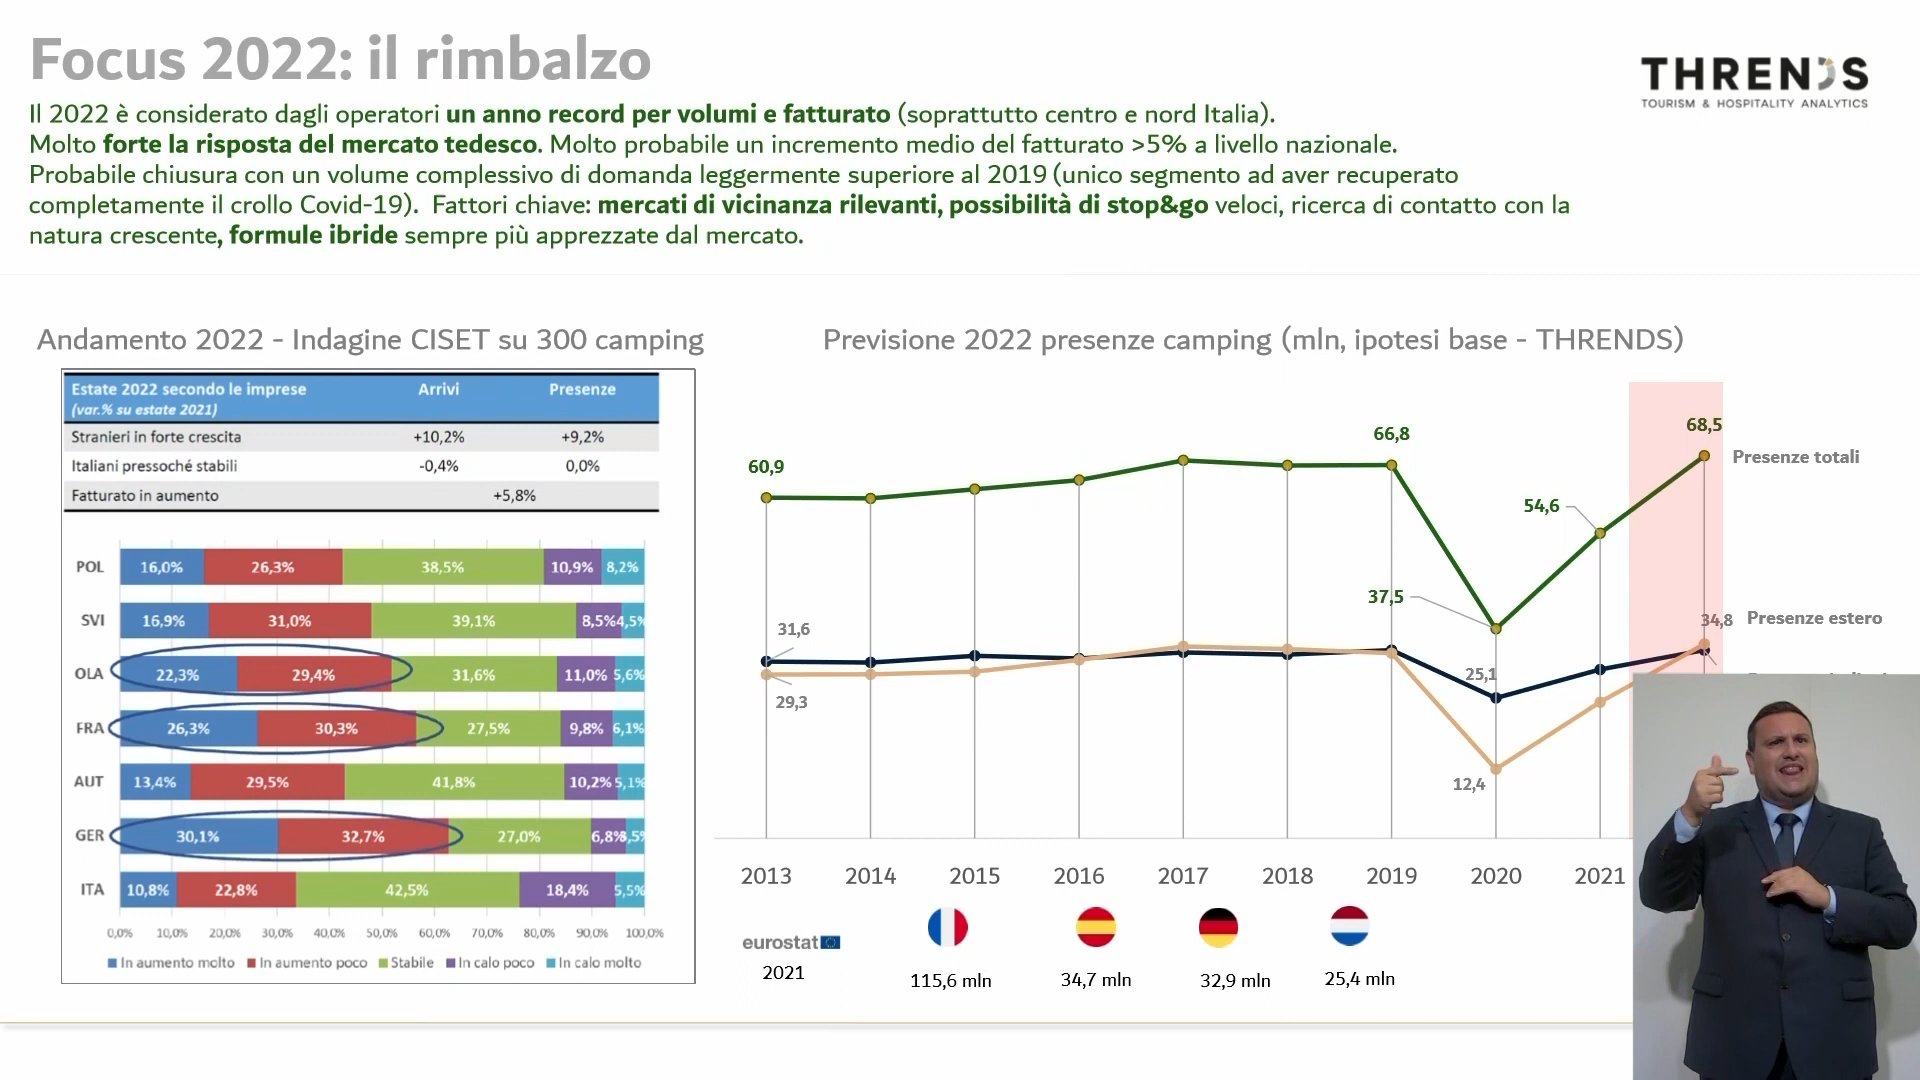 Focus 2022: il rimbalzo
THRENDS
TOURISM & HOSPITALITY ANALYTICS
Il 2022 è considerato dagli operatori un anno record per volumi e fatturato (soprattutto centro e nord Italia).
Molto forte la risposta del mercato tedesco. Molto probabile un incremento medio del fatturato >5% a livello nazionale.
Probabile chiusura con un volume complessivo di domanda leggermente superiore al 2019 (unico segmento ad aver recuperato
completamente il crollo Covid-19). Fattori chiave: mercati di vicinanza rilevanti, possibilità di stop&go veloci, ricerca di contatto con la
natura crescente, formule ibride sempre più apprezzate dal mercato.
Andamento 2022 - Indagine CISET su 300 camping
Estate 2022 secondo le imprese Arrivi Presenze
(var.% su estate 2021)
Stranieri in forte crescita +10,2% +9,2%
Italiani pressoché stabili -0,4% 0,0%
Fatturato in aumento +5,8%
POL 16,0% 26,3% 38,5% 10,9% 8,2%
SVI 16,9% 31,0% 39,1% 8,5% 4,5%
OLA 22,3% 29,4% 31,6% 11,0% 5,6%
FRA 26,3% 30,3% 27,5% 9,8% 6,1%
AUT 13,4% 29,5% 41,8% 10,2% 5,1%
GER 30,1% 32,7% 27,0% 6,8%
ITA 10,8% 22,8% 42,5% 18,4% 5,5%
0,0% 10,0% 20,0% 30,0% 40,0% 50,0% 60,0% 70,0% 80,0% 90,0% 100,0%
In aumento molto In aumento poco Stabile In calo poco In calo molto
Previsione 2022 presenze camping (mln, ipotesi base - THRENDS)
60,9
66,8
68,5
Presenze totali
54,6
37,5
31,6
34,8
Presenze estero
25,1
29,3
12,4
2013 2014 2015 2016 2017 2018 2019 2020 2021
eurostat
2021
115,6 mln 34,7 mln 32,9 mln 25,4 mln